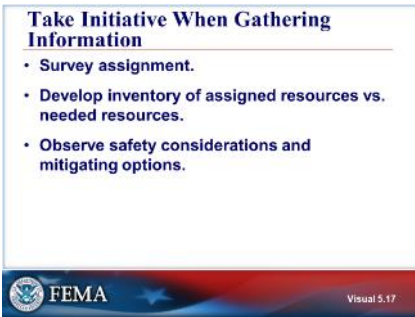 Take Initiative When Gathering
Information
• Survey assignment.
• Develop inventory of assigned resources vs.
needed resources.
• Observe safety considerations and
mitigating options.
FEMA
Visual 5.17